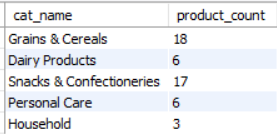 cat_name product_count
Grains & Cereals 18
Dairy Products 6
Snacks & Confectioneries 17
Personal Care 6
Household 3